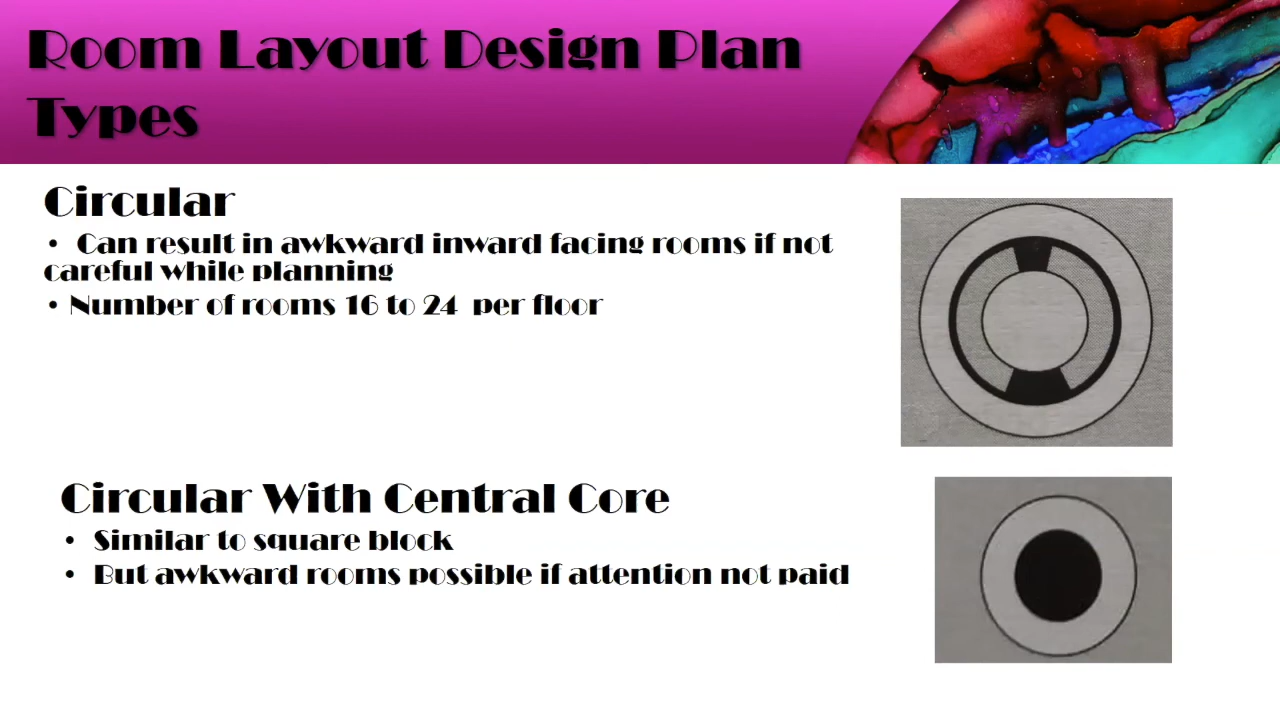 Room Layout Design Plan
Types
Circular
• Can result in awkward inward facing rooms if not
careful while planning
• Number of rooms 16 to 24 per floor
Circular With Central Core
• Similar to square block
• But awkward rooms possible if attention not paid